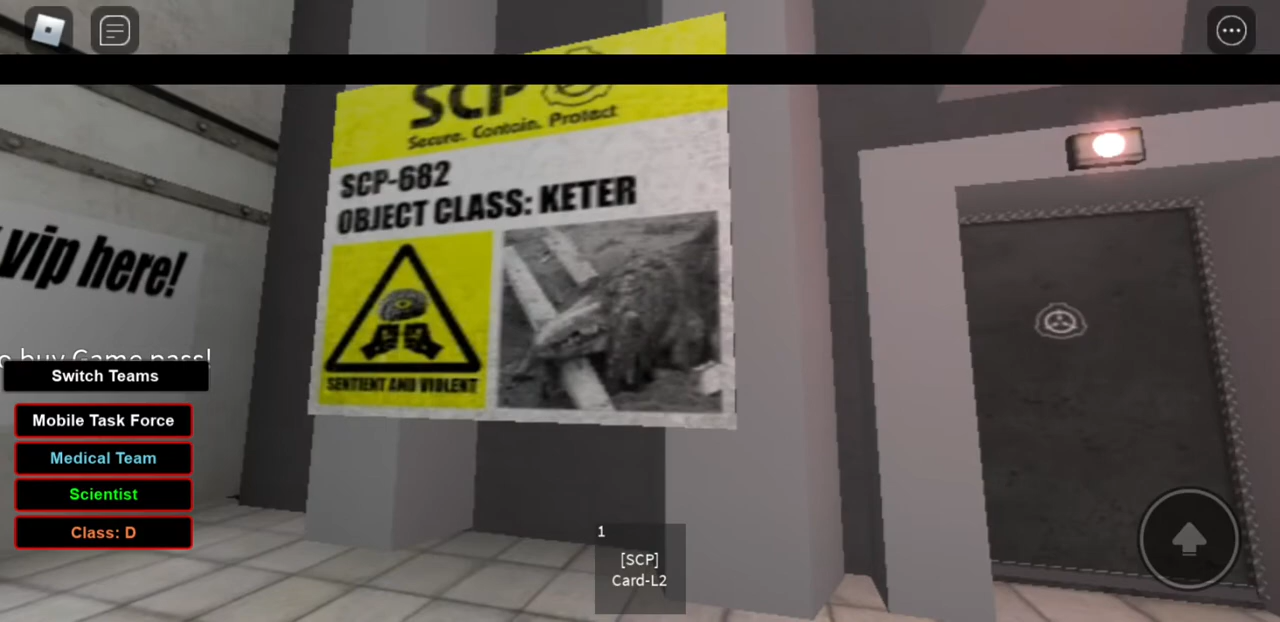 SCP
Secure. Contain. Protect
SCP-682
OBJECT CLASS: KETER
SENTIENT AND VIOLENT
vip here!
buy Game pass!
Switch Teams
Mobile Task Force
Medical Team
Scientist
Class: D
1
[SCP]
Card-L2